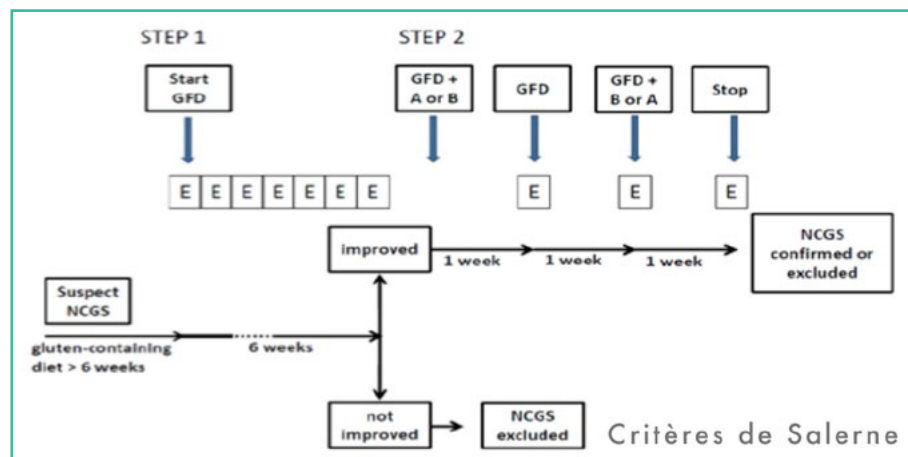 STEP 1
STEP 2
Start
GFD
GFD +
A or B
GFD
GFD +
B or A
Stop
E E E E E E E
E
E
E
improved
1 week
1 week
1 week
NCGS
confirmed or
excluded
Suspect
NCGS
gluten-containing
diet > 6 weeks
6 weeks
not
improved
NCGS
excluded
Critères de Salerne